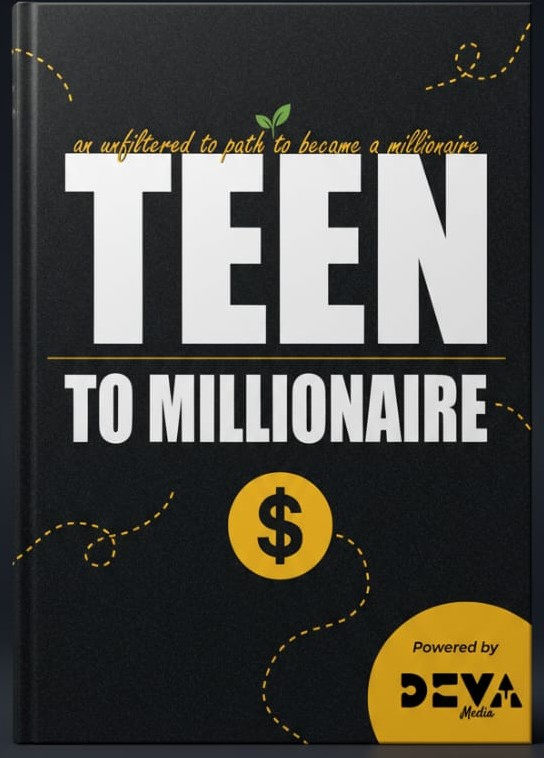 an unfiltered to path to became a millionaire
TEEN
TO MILLIONAIRE
$
Powered by
DEVA
Media